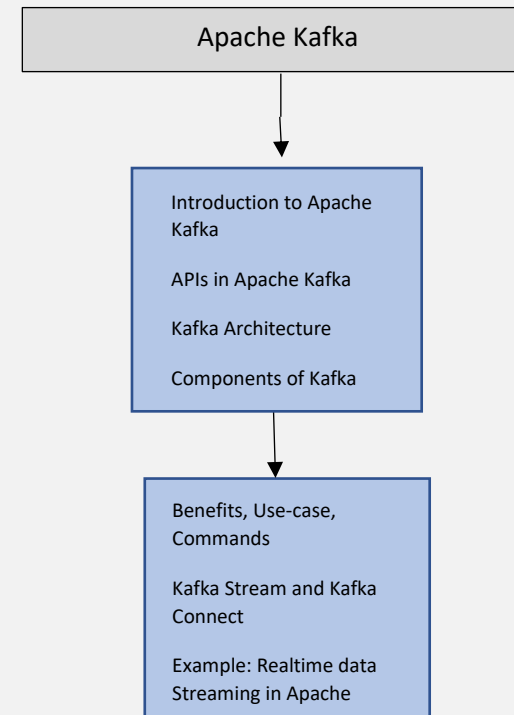 Apache Kafka
Introduction to Apache
Kafka
APIs in Apache Kafka
Kafka Architecture
Components of Kafka
Benefits, Use-case,
Commands
Kafka Stream and Kafka
Connect
Example: Realtime data
Streaming in Apache